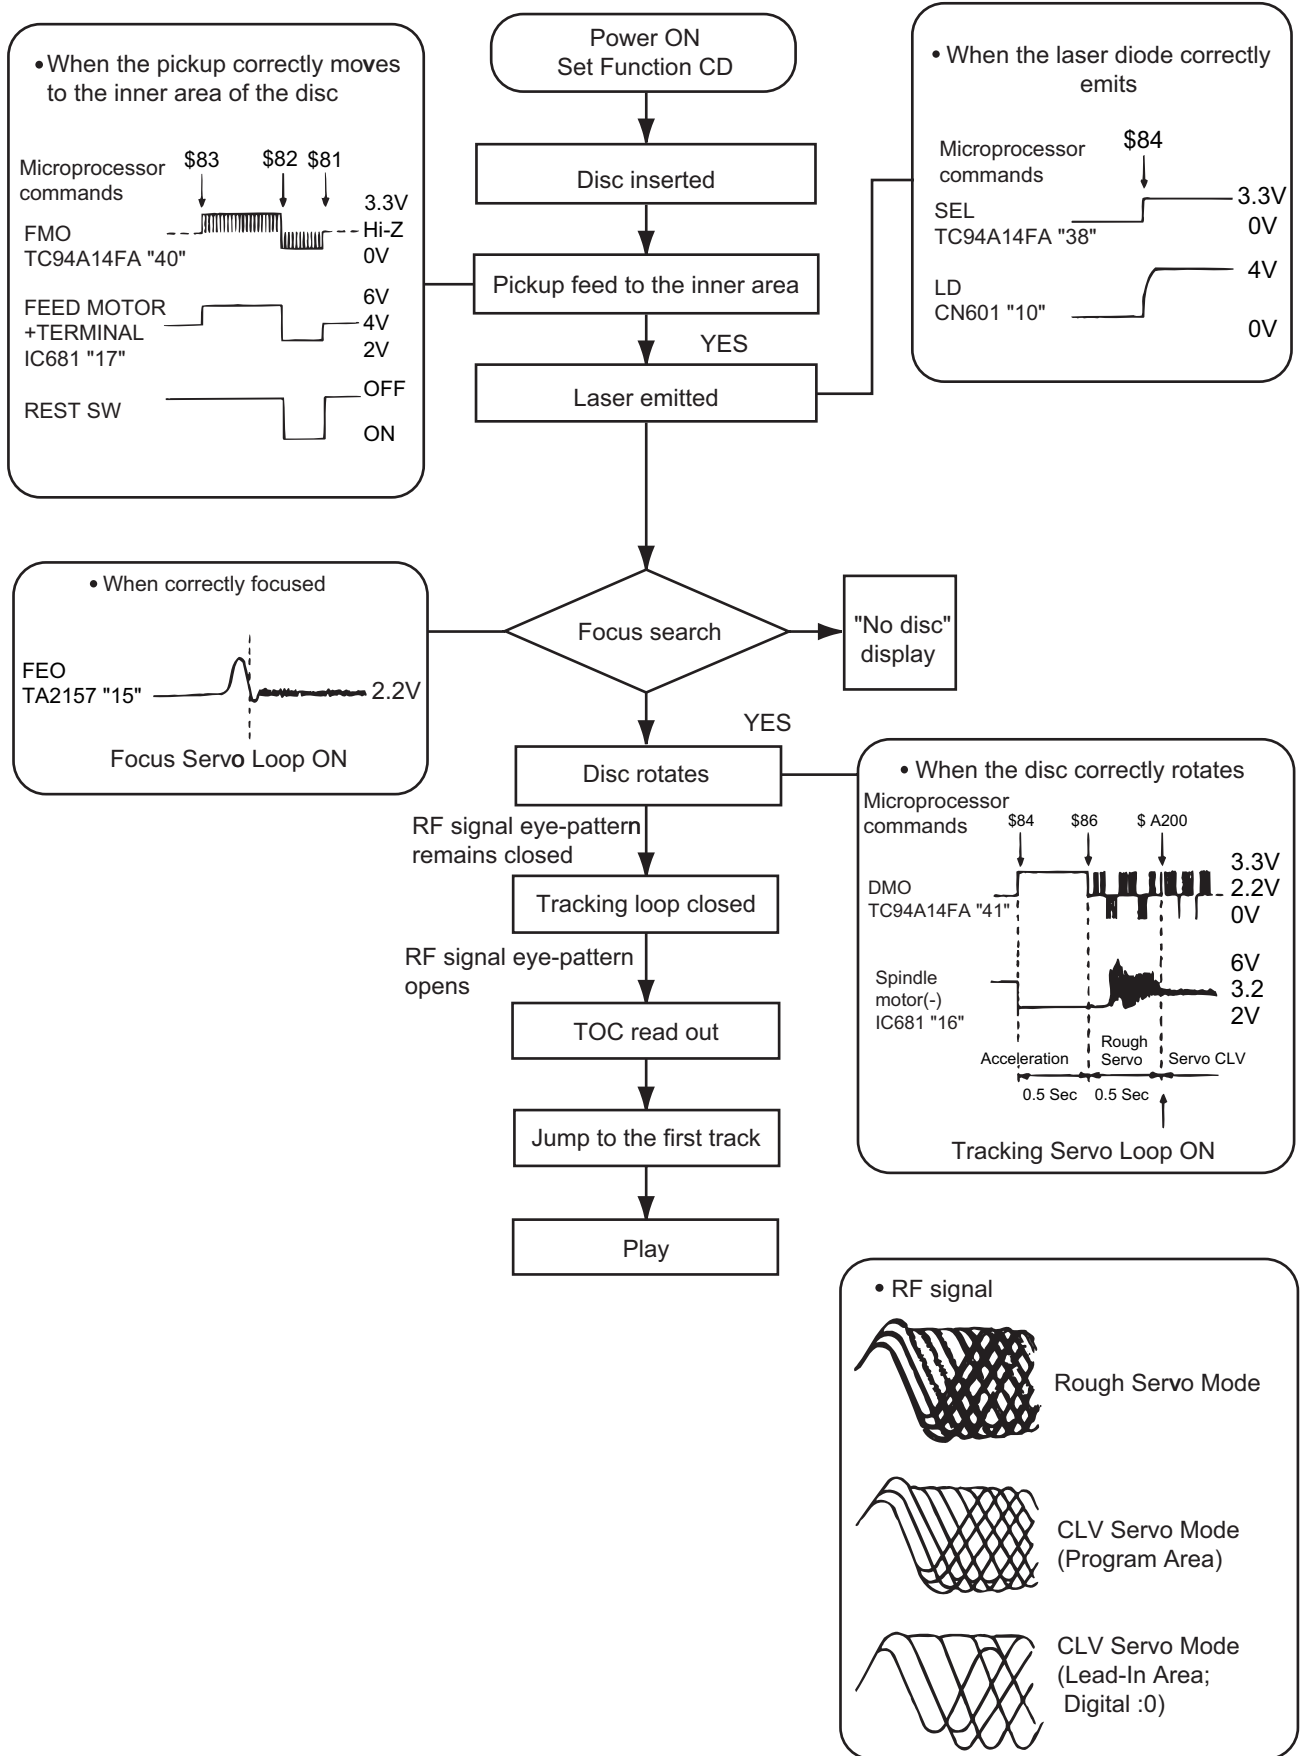 Power ON
Set Function CD
Disc inserted
Pickup feed to the inner area
YES
Laser emitted
• When the pickup correctly moves
to the inner area of the disc
Microprocessor
commands
$83
$82
$81
FMO
TC94A14FA "40"
3.3V
Hi-Z
0V
FEED MOTOR
+TERMINAL
IC681 "17"
6V
4V
2V
REST SW
OFF
ON
• When the laser diode correctly
emits
Microprocessor
commands
$84
SEL
TC94A14FA "38"
3.3V
0V
LD
CN601 "10"
4V
0V
Focus search
"No disc"
display
• When correctly focused
FEO
TA2157 "15"
2.2V
Focus Servo Loop ON
YES
Disc rotates
RF signal eye-pattern
remains closed
Tracking loop closed
RF signal eye-pattern
opens
TOC read out
Jump to the first track
Play
• When the disc correctly rotates
Microprocessor
commands
$84
$86
$ A200
DMO
TC94A14FA "41"
3.3V
2.2V
0V
Spindle
motor(-)
IC681 "16"
6V
3.2
2V
Acceleration
Rough
Servo
Servo CLV
0.5 Sec
0.5 Sec
Tracking Servo Loop ON
• RF signal
Rough Servo Mode
CLV Servo Mode
(Program Area)
CLV Servo Mode
(Lead-In Area;
Digital :0)